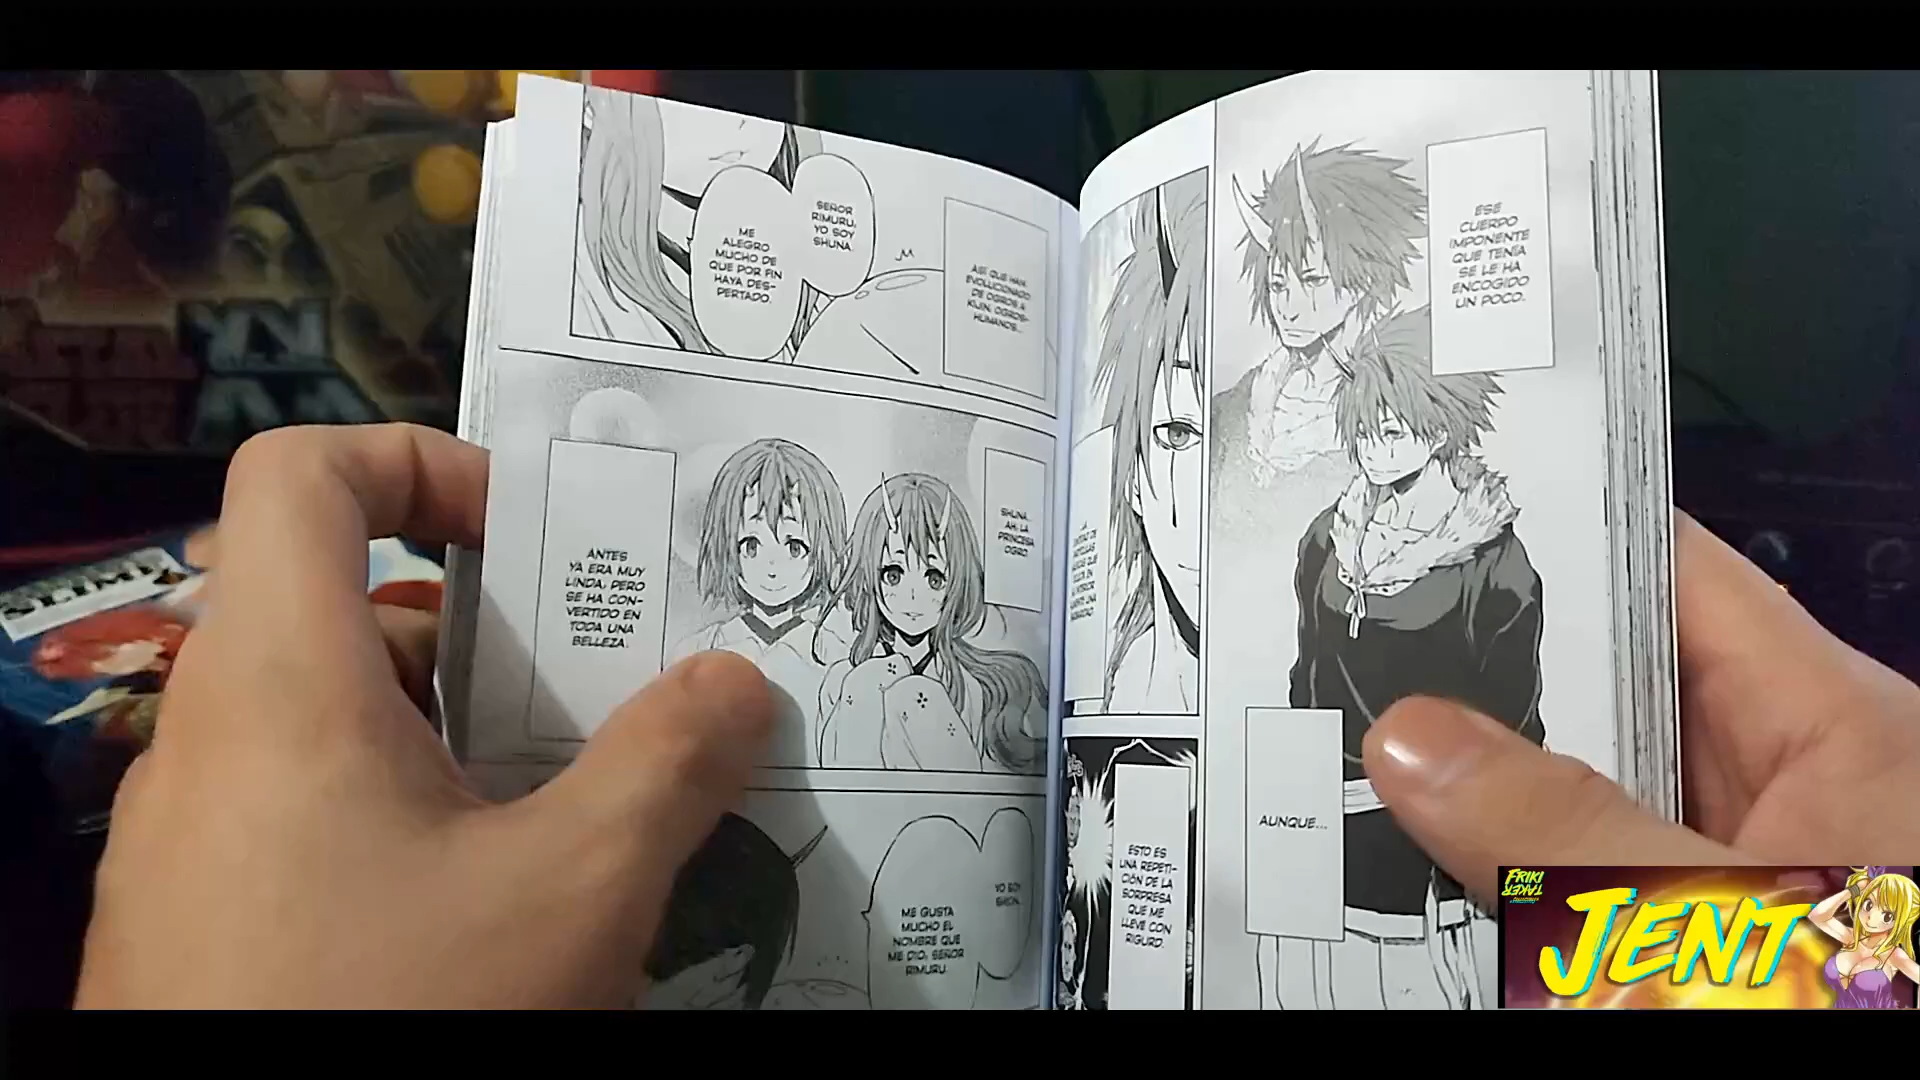 ESE
CUERPO
IMPONENTE
QUE TENÍA
SE LE HA
ENCOGIDO
UN POCO.
AUNQUE...
ESTO ES
UNA REPETI-
CIÓN DE LA
SORPRESA
QUE ME
LLEVE CON
RIGURD.
ASÍ QUE HAN
EVOLUCIONADO
DE OGROS A
KIJIN, OGROS-
HUMANOS...
SEÑOR
RIMURU,
YO SOY
SHUNA.
ME
ALEGRO
MUCHO DE
QUE POR FIN
HAYA DES-
PERTADO.
SHUNA.
AH, LA
PRINCESA
OGRO.
ANTES
YA ERA MUY
LINDA, PERO
SE HA CON-
VERTIDO EN
TODA UNA
BELLEZA.
YO SOY
SHION.
ME GUSTA
MUCHO EL
NOMBRE QUE
ME DIO, SEÑOR
RIMURU.
FRIKI
TAKER
JENT